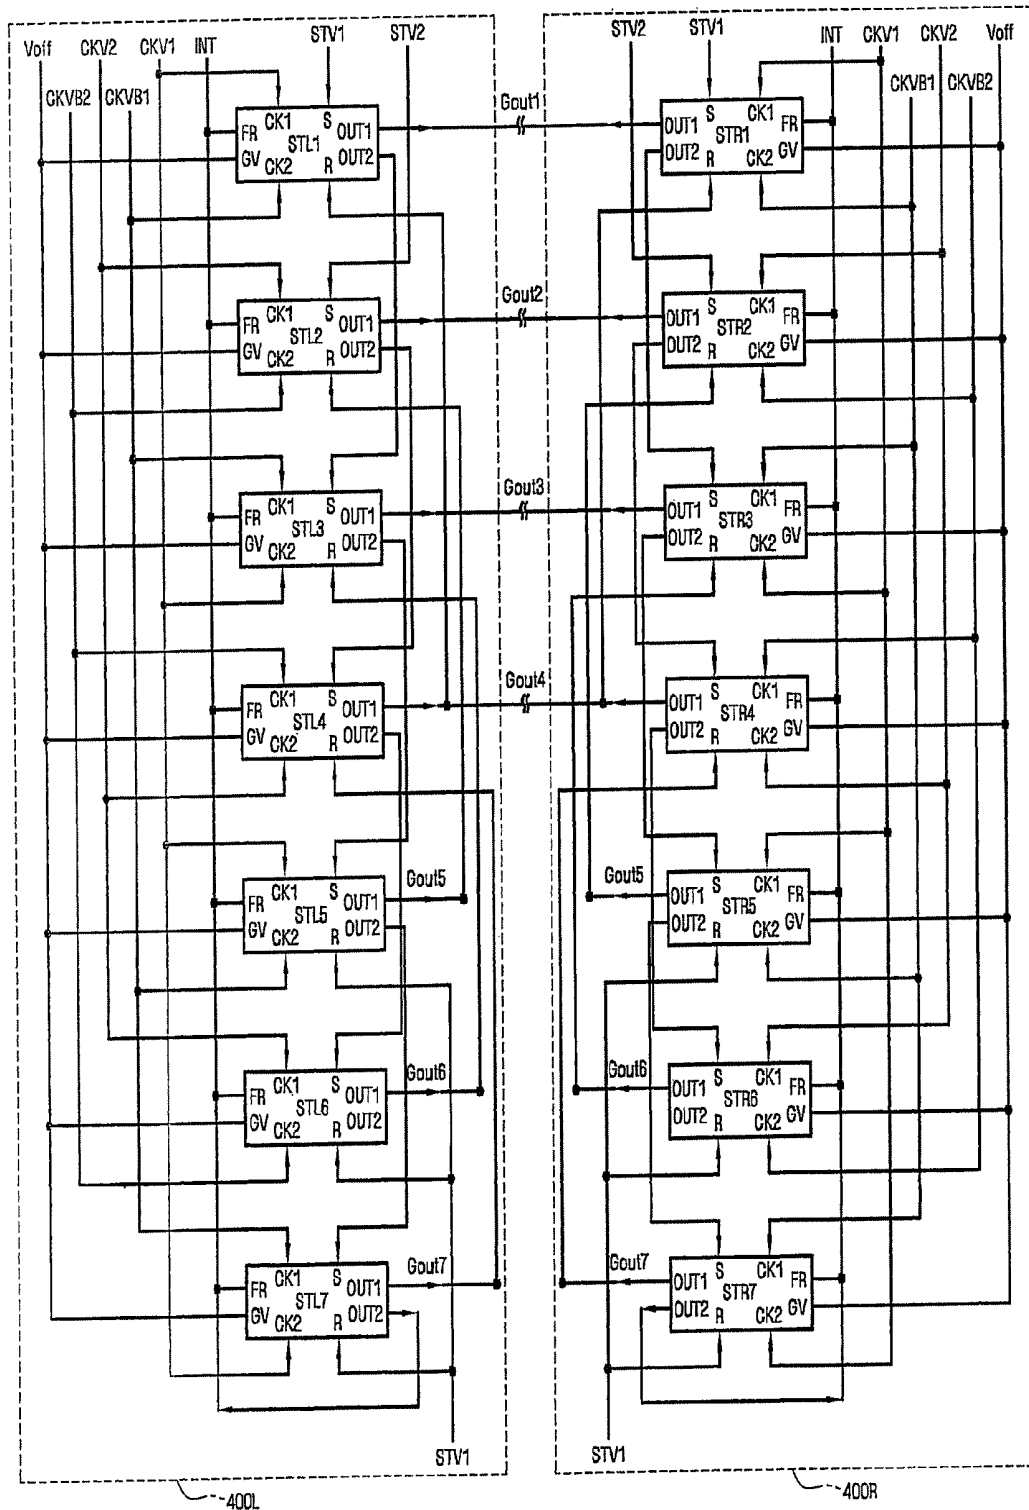 Voff CKV2 CKV1 INT STV1 STV2
CKVB2 CKVB1
STV2 STV1 INT CKV1 CKV2 Voff
CKVB1 CKVB2
FR GV CK1 CK2 STL1 S R OUT1 OUT2
Gout1
OUT1 OUT2 S R STR1 CK1 CK2 FR GV
FR GV CK1 CK2 STL2 S R OUT1 OUT2
Gout2
OUT1 OUT2 S R STR2 CK1 CK2 FR GV
FR GV CK1 CK2 STL3 S R OUT1 OUT2
Gout3
OUT1 OUT2 S R STR3 CK1 CK2 FR GV
FR GV CK1 CK2 STL4 S R OUT1 OUT2
Gout4
OUT1 OUT2 S R STR4 CK1 CK2 FR GV
FR GV CK1 CK2 STL5 S R OUT1 OUT2
Gout5
Gout5
OUT1 OUT2 S R STR5 CK1 CK2 FR GV
FR GV CK1 CK2 STL6 S R OUT1 OUT2
Gout6
Gout6
OUT1 OUT2 S R STR6 CK1 CK2 FR GV
FR GV CK1 CK2 STL7 S R OUT1 OUT2
Gout7
Gout7
OUT1 OUT2 S R STR7 CK1 CK2 FR GV
STV1
STV1
400L
400R